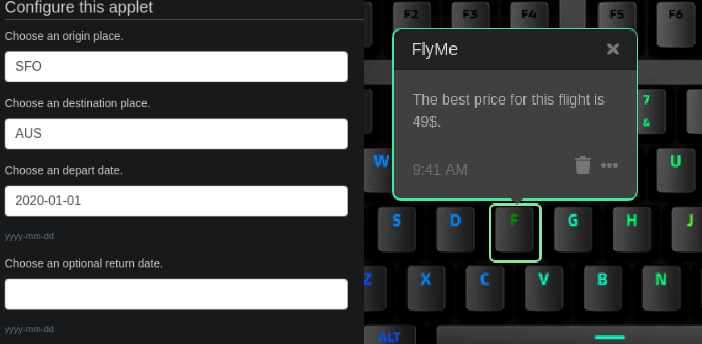 Configure this applet
Choose an origin place.
SFO
Choose a destination place.
AUS
Choose an depart date.
2020-01-01
yyyy-mm-dd
Choose an optional return date.
yyyy-mm-dd
F2 F3 F4 F5 F6
FlyMe
The best price for this flight is
49$.
9:41 AM
7
&
W U
S D F G H J
Z X C V B N
ALT